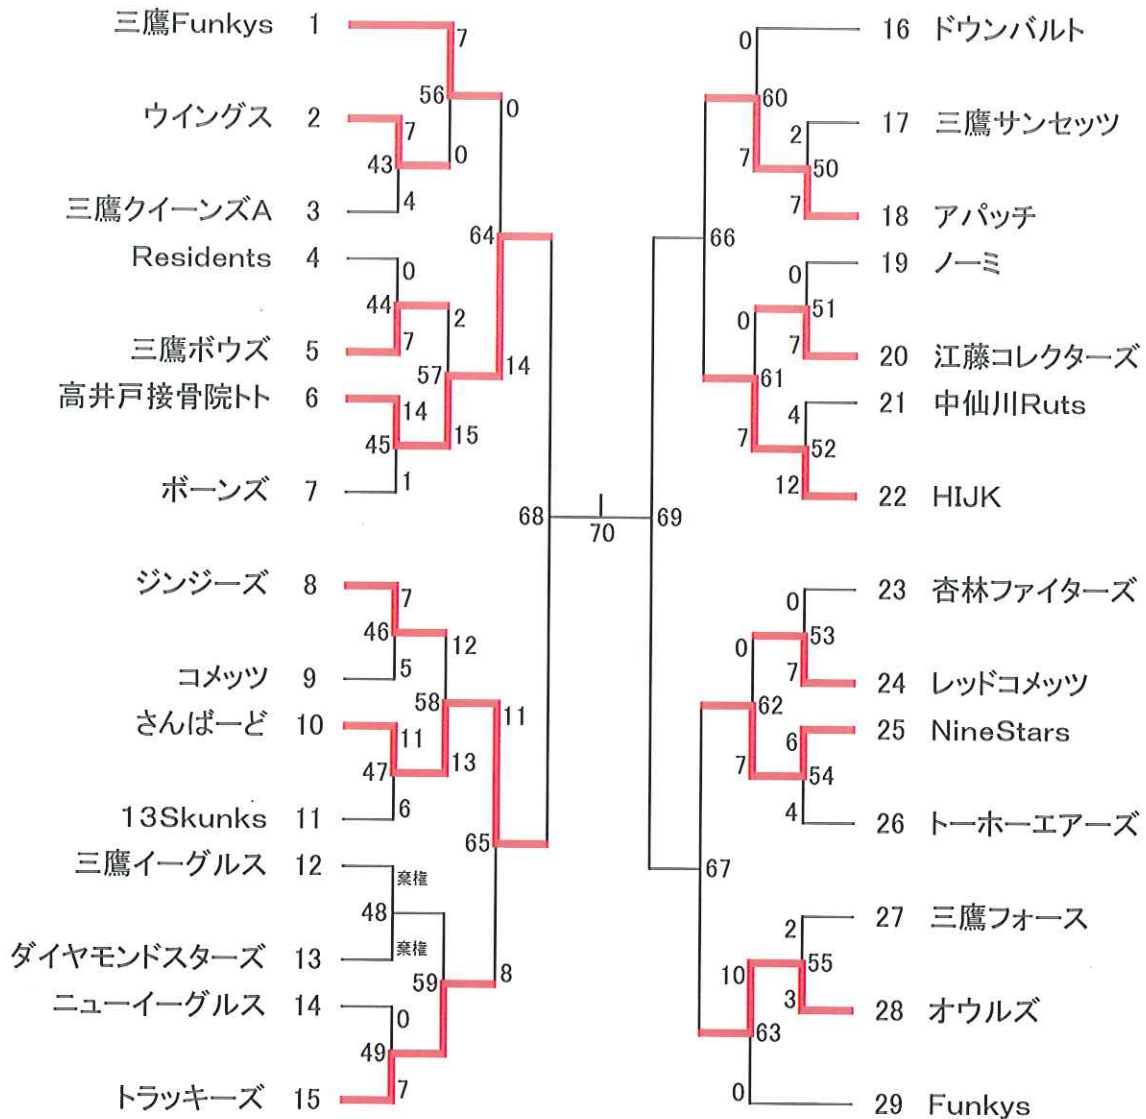 三鷹Funkys 1
ウイングス 2
三鷹クイーンズA 3
Residents 4
三鷹ボウズ 5
高井戸接骨院トト 6
ボーンズ 7
ジンジーズ 8
コメッツ 9
さんばーど 10
13Skunks 11
三鷹イーグルス 12
ダイヤモンドスターズ 13
ニューイーグルス 14
トラッキーズ 15
7
56
0
7
43
0
4
64
0
44
2
7
57
14
14
45
15
1
68
7
46
12
5
58
11
11
47
13
6
65
棄権
48
棄権
59
8
0
49
7
70
16 ドウンバルト
17 三鷹サンセッツ
18 アパッチ
19 ノーミ
20 江藤コレクターズ
21 中仙川Ruts
22 HIJK
23 杏林ファイターズ
24 レッドコメッツ
25 NineStars
26 トーホーエアーズ
27 三鷹フォース
28 オウルズ
29 Funkys
0
60
2
7
50
7
66
0
0
51
7
61
4
7
52
12
69
0
0
53
7
62
6
7
54
4
67
2
10
55
3
63
0